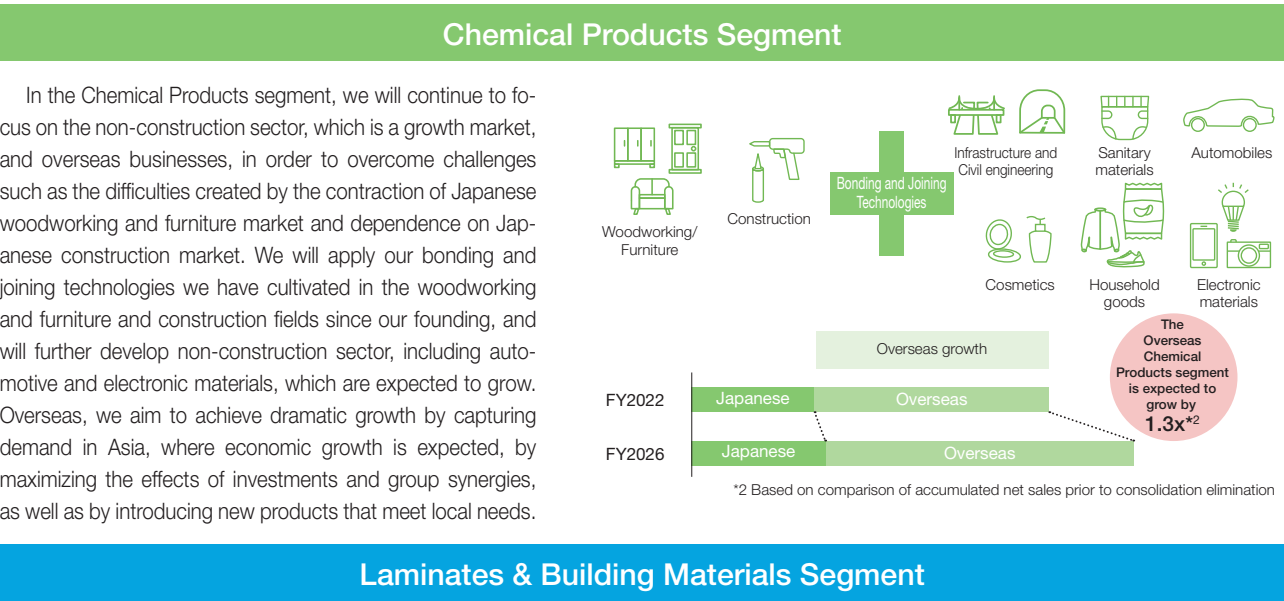 Chemical Products Segment
In the Chemical Products segment, we will continue to fo-
cus on the non-construction sector, which is a growth market,
and overseas businesses, in order to overcome challenges
such as the difficulties created by the contraction of Japanese
woodworking and furniture market and dependence on Jap-
anese construction market. We will apply our bonding and
joining technologies we have cultivated in the woodworking
and furniture and construction fields since our founding, and
will further develop non-construction sector, including auto-
motive and electronic materials, which are expected to grow.
Overseas, we aim to achieve dramatic growth by capturing
demand in Asia, where economic growth is expected, by
maximizing the effects of investments and group synergies,
as well as by introducing new products that meet local needs.
Woodworking/
Furniture
Construction
Bonding and Joining
Technologies
Infrastructure and
Civil engineering
Sanitary
materials
Automobiles
Cosmetics
Household
goods
Electronic
materials
Overseas growth
FY2022
Japanese
Overseas
FY2026
Japanese
Overseas
The
Overseas
Chemical
Products segment
is expected to
grow by
1.3x*2
*2 Based on comparison of accumulated net sales prior to consolidation elimination
Laminates & Building Materials Segment